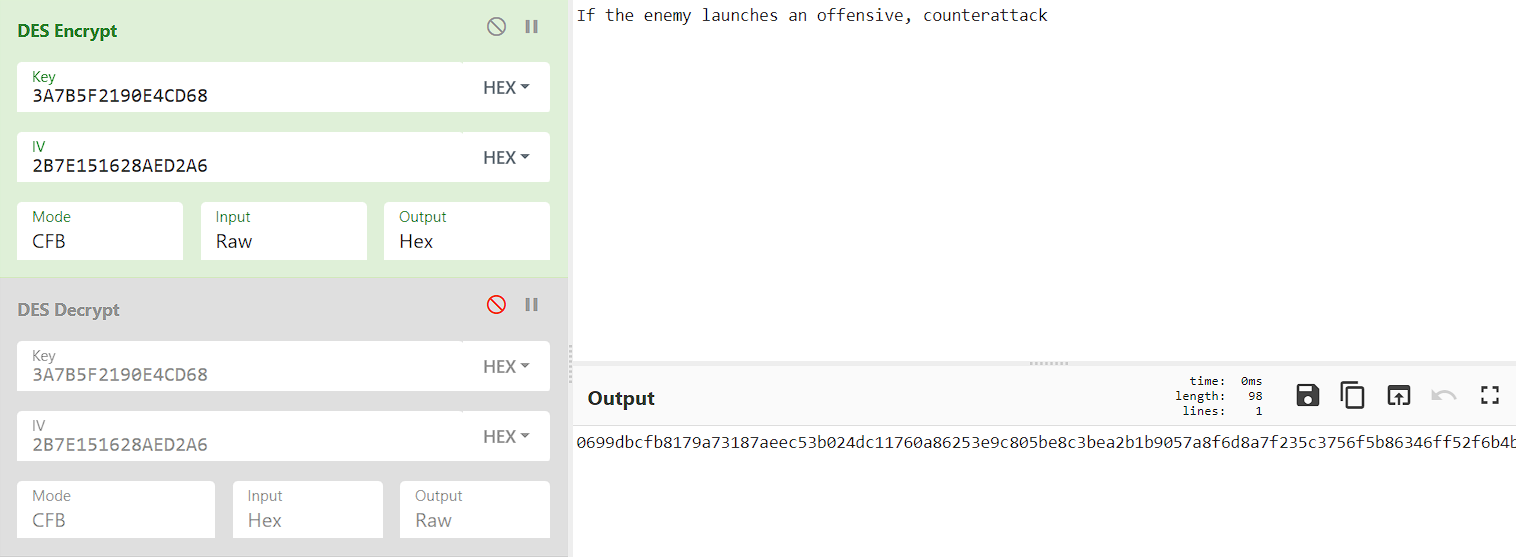 DES Encrypt
Key
3A7B5F2190E4CD68
HEX
IV
2B7E151628AED2A6
HEX
Mode
CFB
Input
Raw
Output
Hex
DES Decrypt
Key
3A7B5F2190E4CD68
HEX
IV
2B7E151628AED2A6
HEX
Mode
CFB
Input
Hex
Output
Raw
If the enemy launches an offensive, counterattack
Output
time: 0ms
length: 98
lines: 1
0699dbcfb8179a73187aeec53b024dc11760a86253e9c805be8c3bea2b1b9057a8f6d8a7f235c3756f5b86346ff52f6b4b